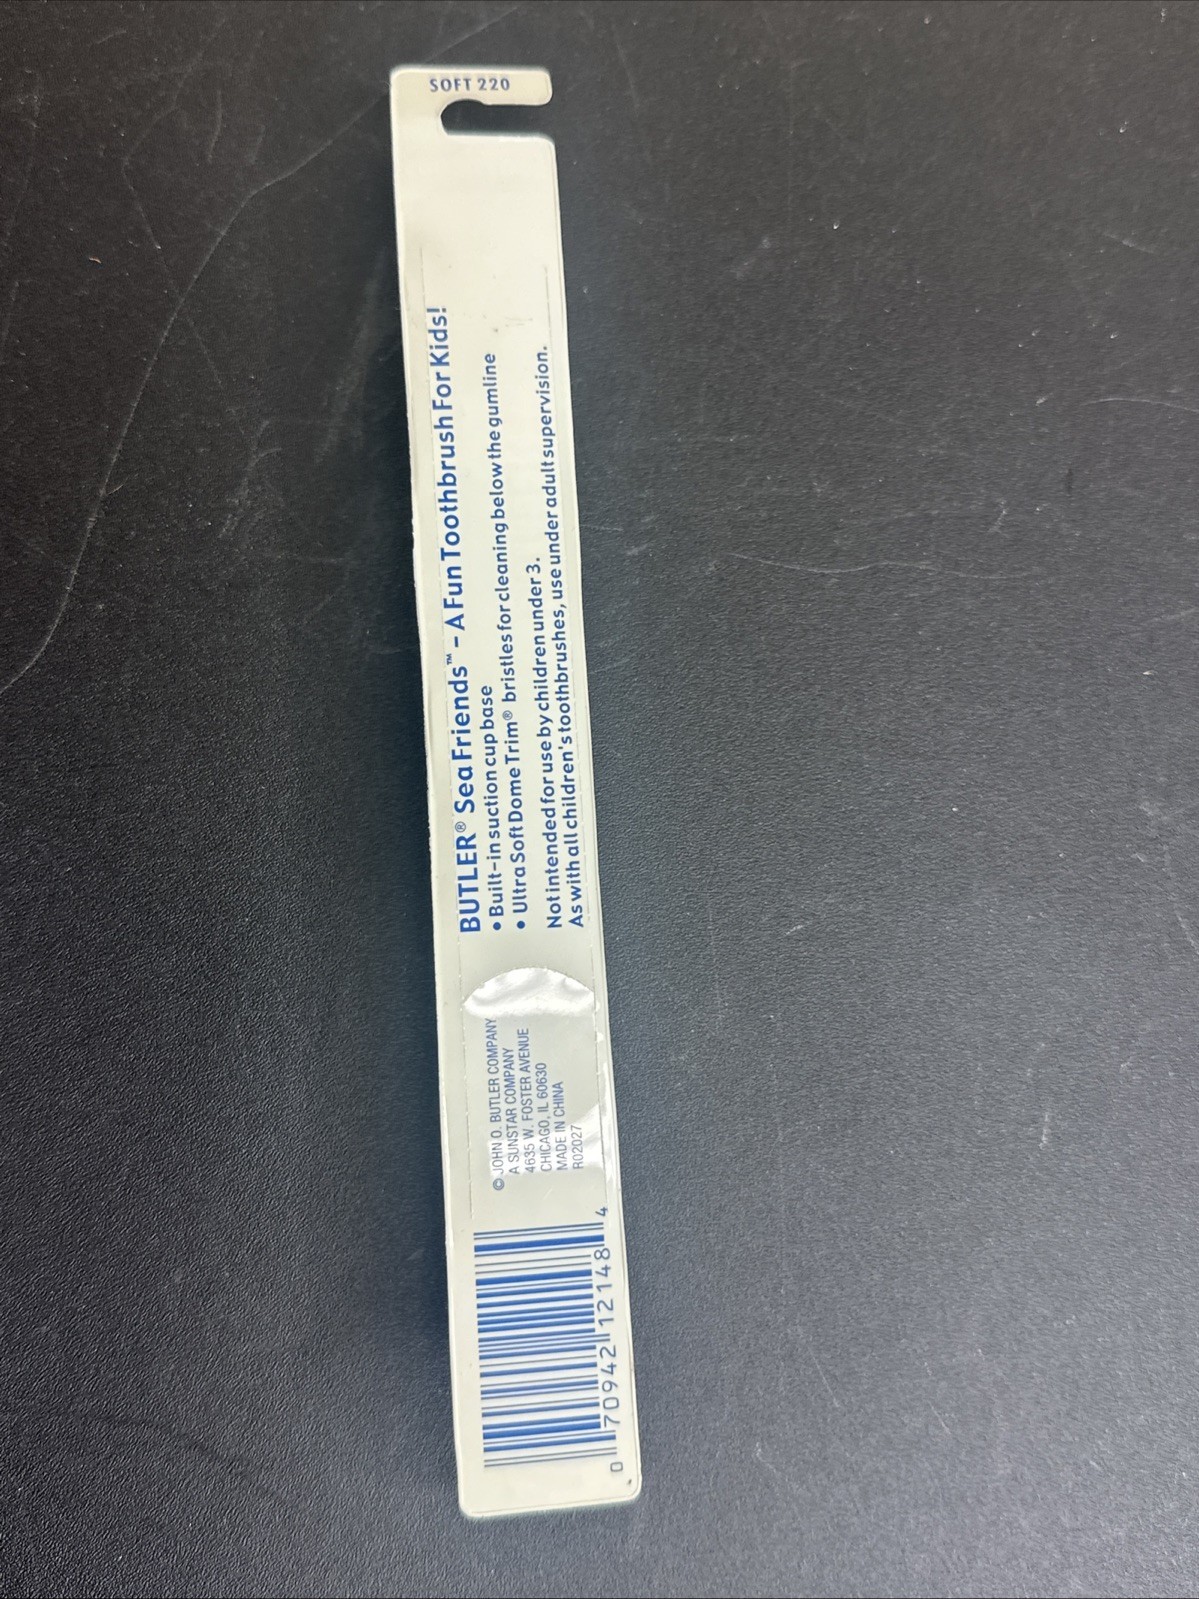 SOFT 220
BUTLER® Sea Friends™ – A Fun Toothbrush For Kids!
• Built-in suction cup base
• Ultra Soft Dome Trim® bristles for cleaning below the gumline
Not intended for use by children under 3.
As with all children's toothbrushes, use under adult supervision.
© JOHN O. BUTLER COMPANY
A SUNSTAR COMPANY
4635 W. FOSTER AVENUE
CHICAGO, IL 60630
MADE IN CHINA
R02027
0 70942 12148 4